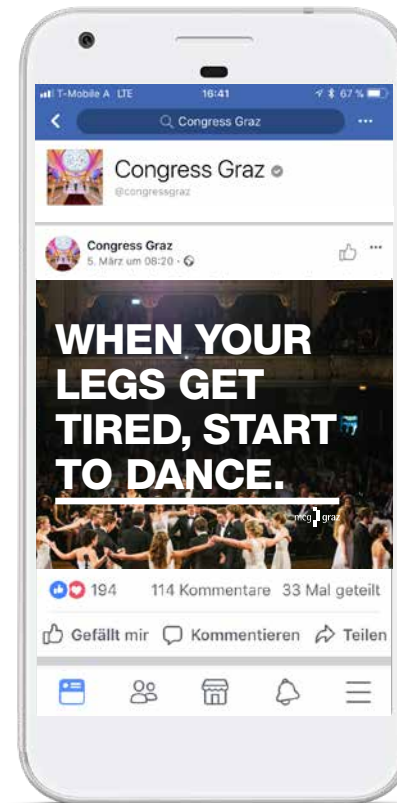 T-Mobile A LTE 16:41 67 %
Congress Graz
Congress Graz
@congressgraz
Congress Graz
5. März um 08:20 ·
WHEN YOUR
LEGS GET
TIRED, START
TO DANCE.
mcg graz
194 114 Kommentare 33 Mal geteilt
Gefällt mir Kommentieren Teilen